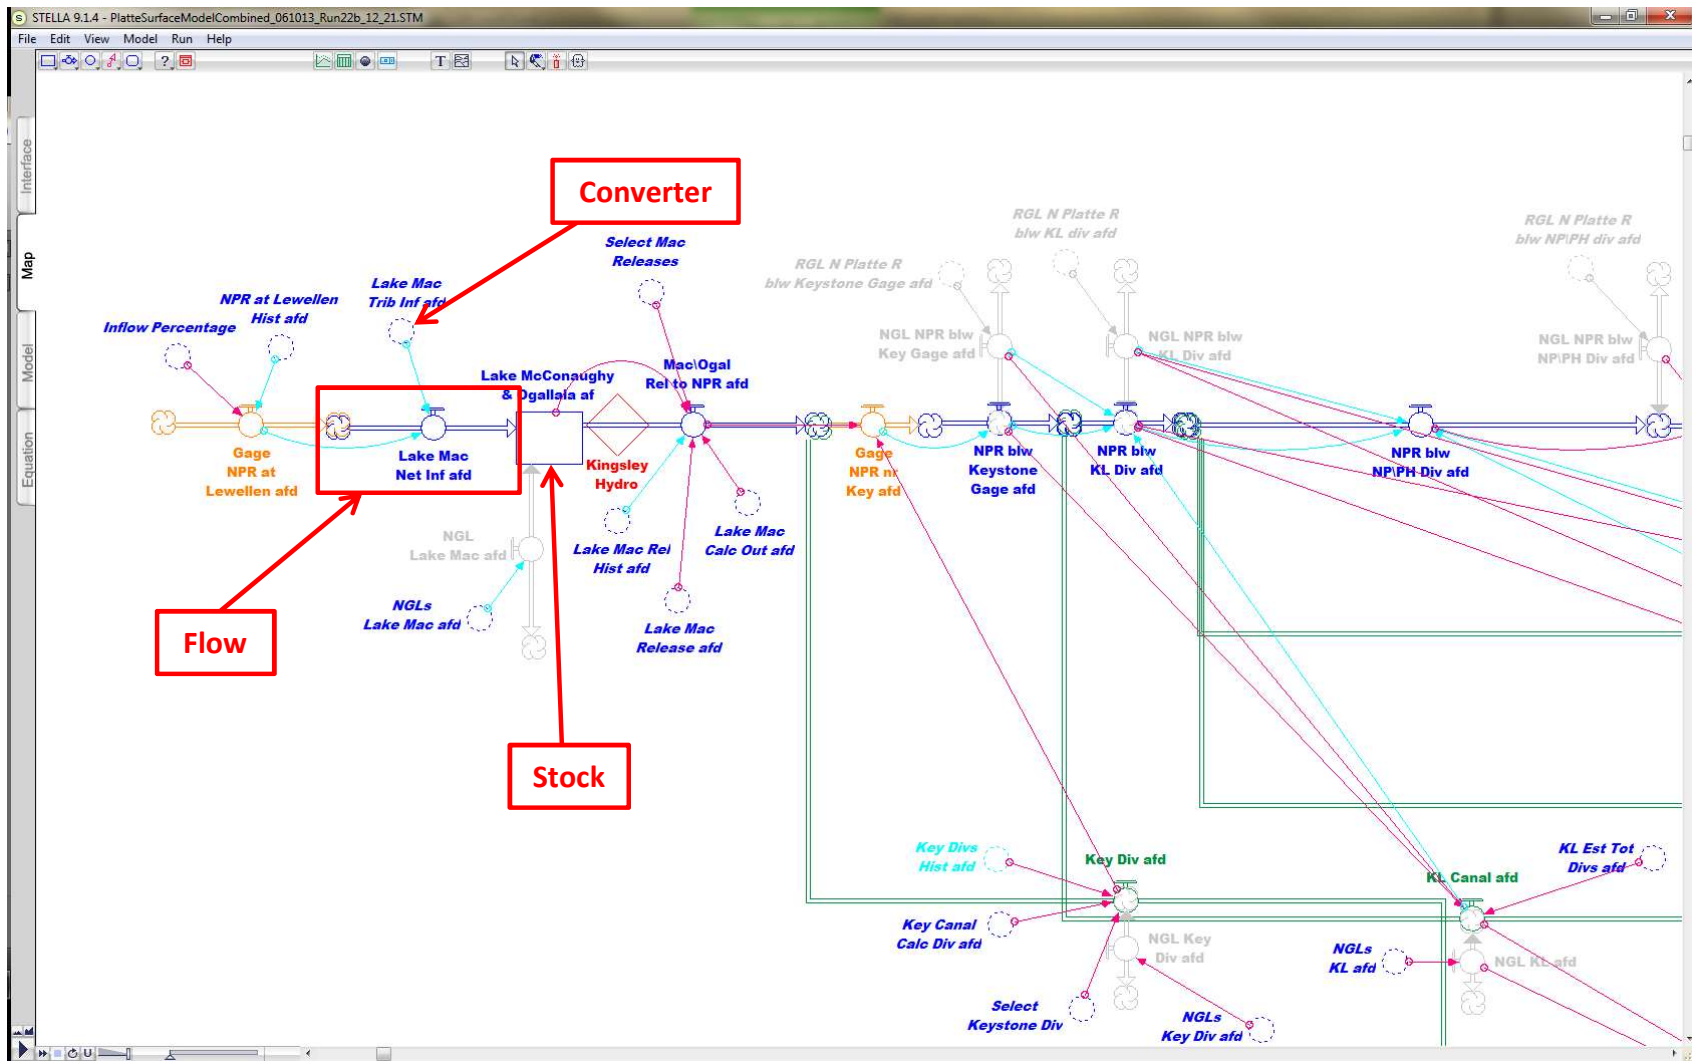 STELLA 9.1.4 - PlatteSurfaceModelCombined_061013_Run22b_12_21.STM
File Edit View Model Run Help
Interface
Map
Model
Equation
Converter
Select Mac
Releases
RGL N Platte R
blw KL div afd
RGL N Platte R
blw NP\PH div afd
RGL N Platte R
blw Keystone Gage afd
Lake Mac
Trib Inf afd
NPR at Lewellen
Hist afd
Inflow Percentage
NGL NPR blw
Key Gage afd
NGL NPR blw
KL Div afd
NGL NPR blw
NP\PH Div afd
Lake McConaughy
& Ogallala af
Mac\Ogal
Rel to NPR afd
Gage
NPR at
Lewellen afd
Lake Mac
Net Inf afd
Kingsley
Hydro
Gage
NPR nr
Key afd
NPR blw
Keystone
Gage afd
NPR blw
KL Div afd
NPR blw
NP\PH Div afd
NGL
Lake Mac afd
Lake Mac Rel
Hist afd
Lake Mac
Calc Out afd
NGLs
Lake Mac afd
Lake Mac
Release afd
Flow
Stock
Key Divs
Hist afd
Key Div afd
KL Canal afd
KL Est Tot
Divs afd
Key Canal
Calc Div afd
NGL Key
Div afd
NGLs
KL afd
NGL KL afd
Select
Keystone Div
NGLs
Key Div afd